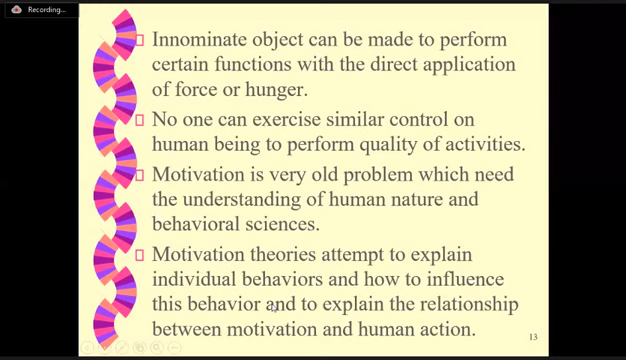 Recording...
Innominate object can be made to perform
certain functions with the direct application
of force or hunger.
No one can exercise similar control on
human being to perform quality of activities.
Motivation is very old problem which need
the understanding of human nature and
behavioral sciences.
Motivation theories attempt to explain
individual behaviors and how to influence
this behavior and to explain the relationship
between motivation and human action.
13